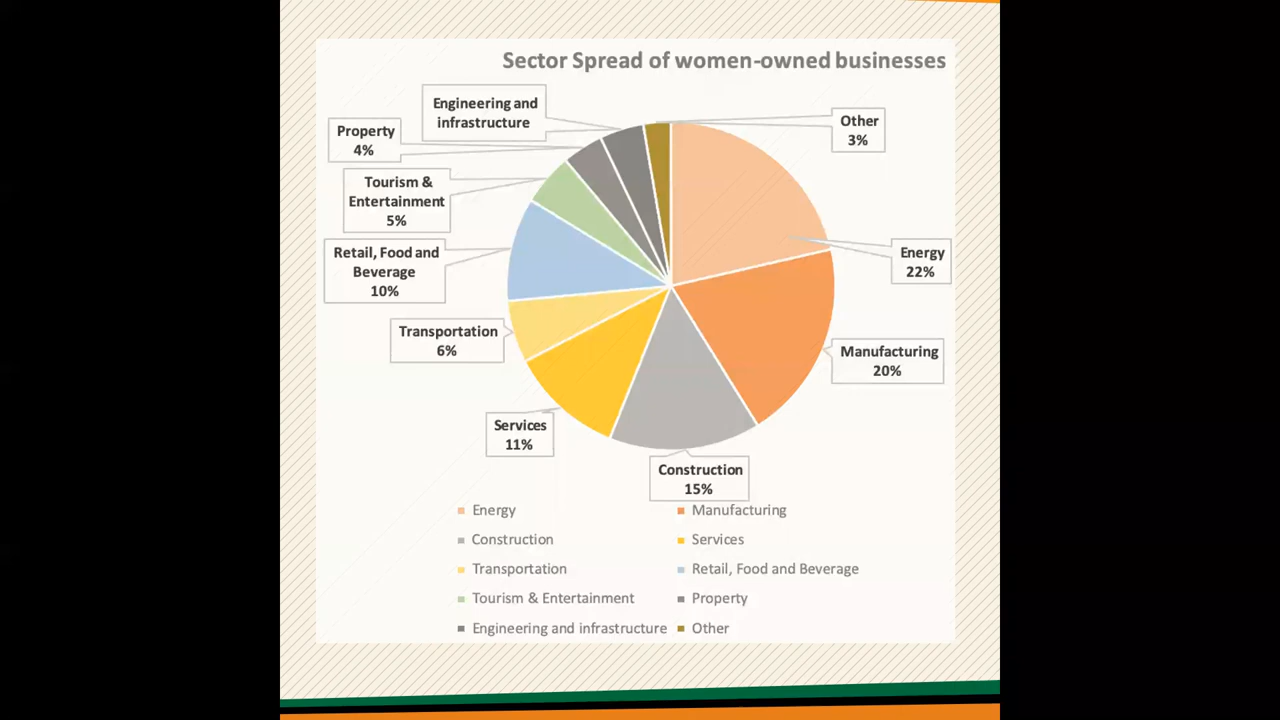 Sector Spread of women-owned businesses
Engineering and
infrastructure
Other
3%
Property
4%
Tourism &
Entertainment
5%
Retail, Food and
Beverage
10%
Energy
22%
Transportation
6%
Manufacturing
20%
Services
11%
Construction
15%
Energy
Manufacturing
Construction
Services
Transportation
Retail, Food and Beverage
Tourism & Entertainment
Property
Engineering and infrastructure
Other